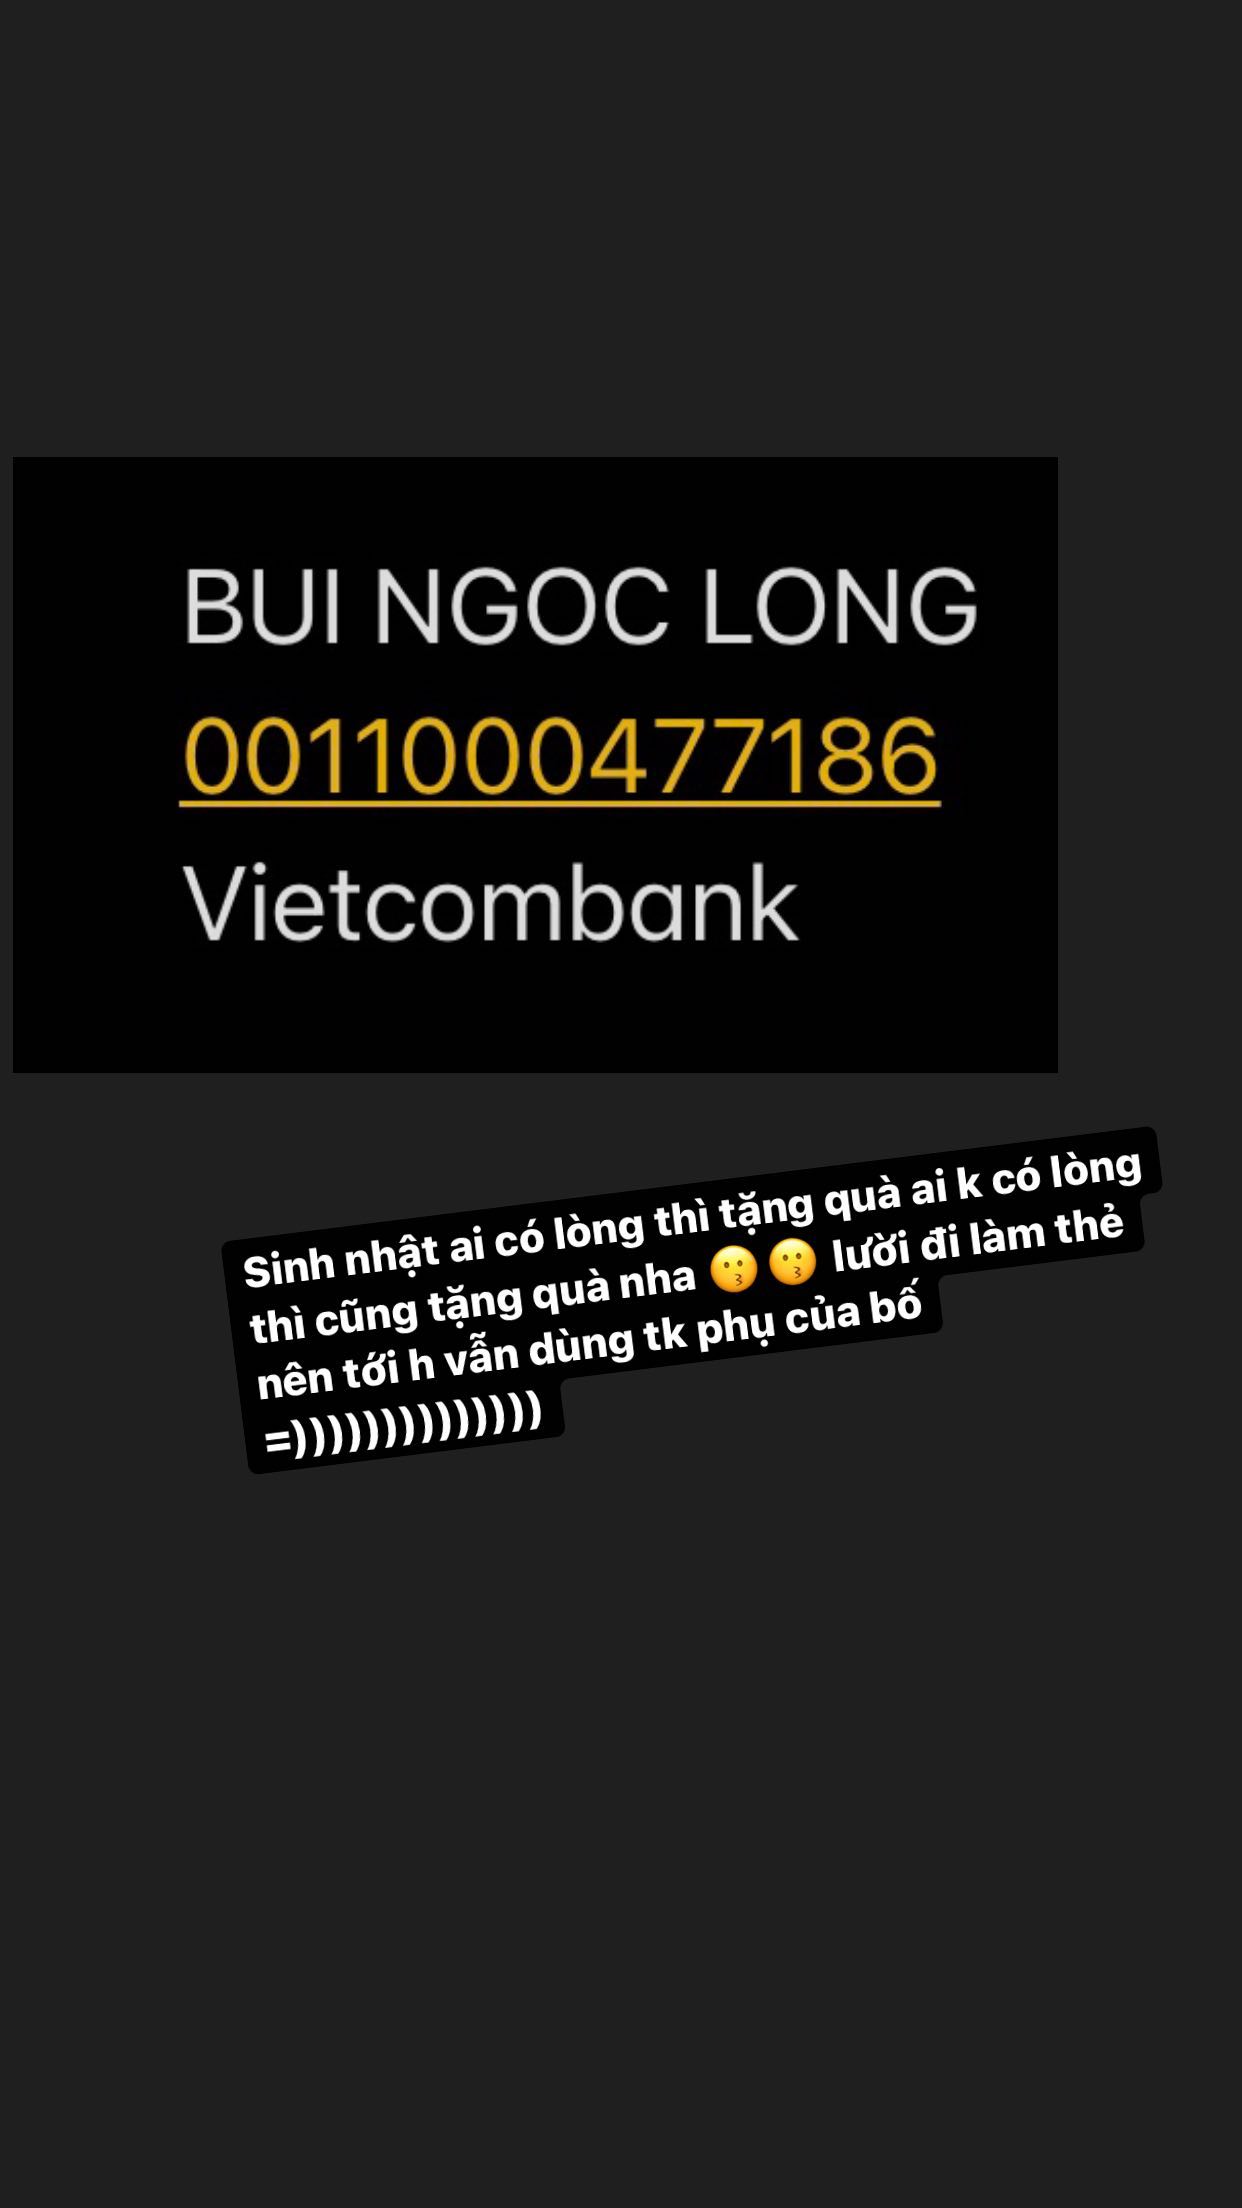 BUI NGOC LONG
0011000477186
Vietcombank
Sinh nhật ai có lòng thì tặng quà ai k có lòng
thì cũng tặng quà nha 😗😗 lười đi làm thẻ
nên tới h vẫn dùng tk phụ của bố
=))))))))))))))